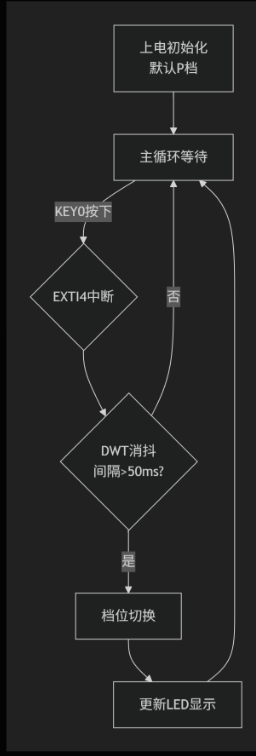 上电初始化
默认P档
主循环等待
KEY0按下
EXTI4中断
否
DWT消抖
间隔>50ms?
是
档位切换
更新LED显示